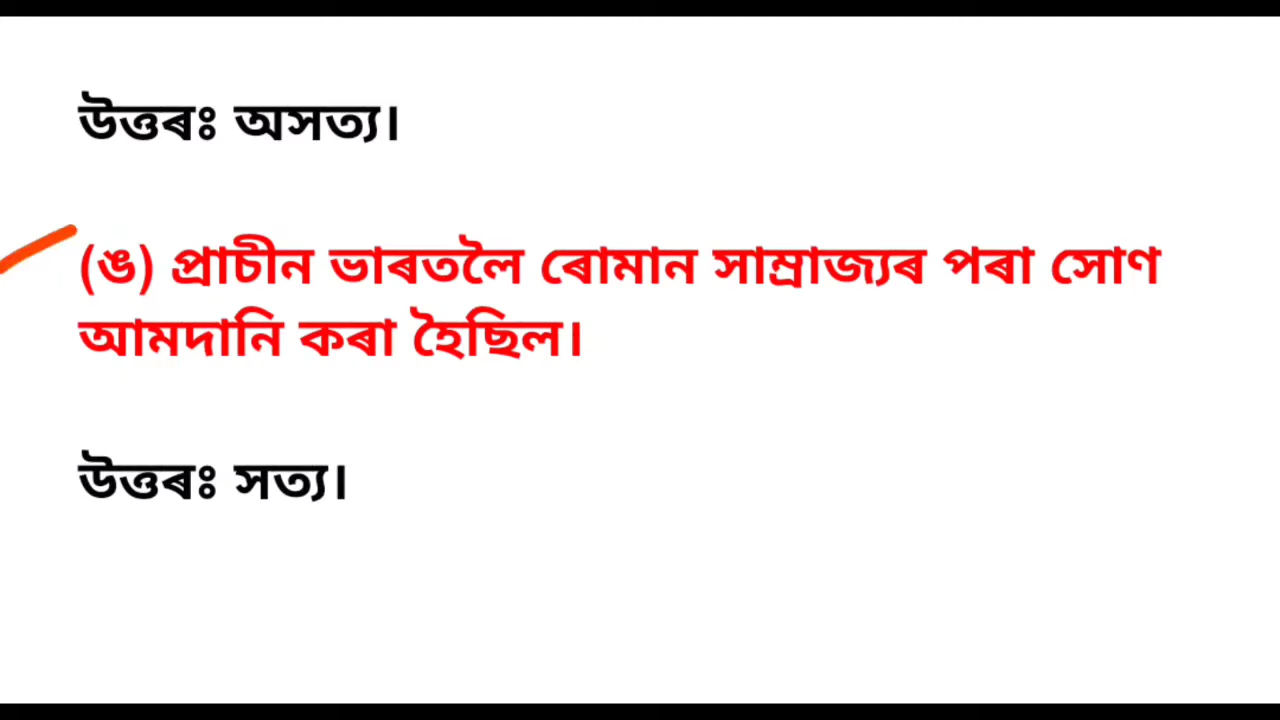 উত্তৰঃ অসত্য।
(ঙ) প্ৰাচীন ভাৰতলৈ ৰোমান সাম্ৰাজ্যৰ পৰা সোণ
আমদানি কৰা হৈছিল।
উত্তৰঃ সত্য।